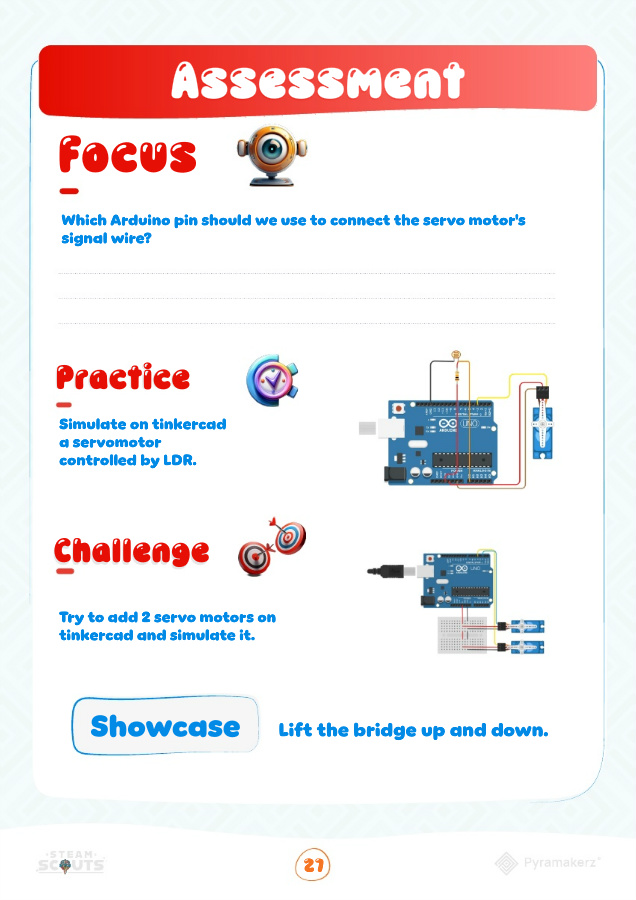 Assessment
Focus
Which Arduino pin should we use to connect the servo motor's
signal wire?
Practice
Simulate on tinkercad
a servomotor
controlled by LDR.
Challenge
Try to add 2 servo motors on
tinkercad and simulate it.
Showcase
Lift the bridge up and down.
STEAM
SCOUTS
21
Pyramakerz